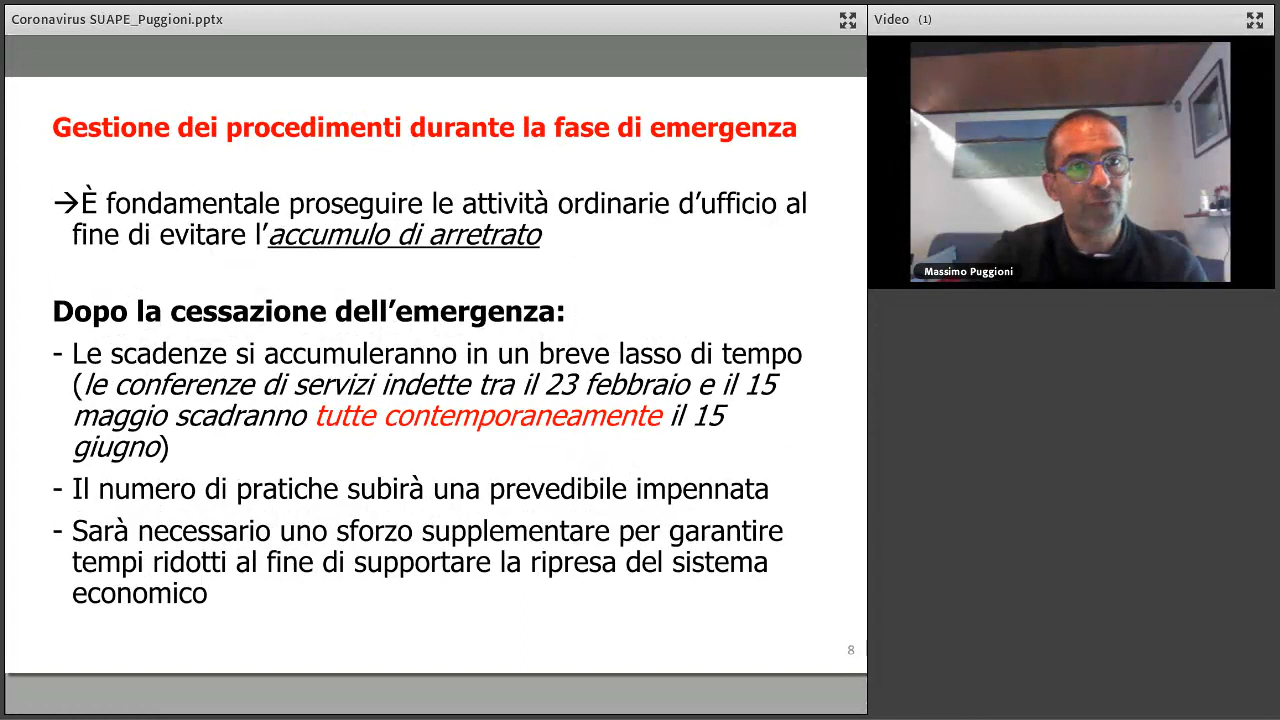 Coronavirus SUAPE_Puggioni.pptx
Video (1)
Gestione dei procedimenti durante la fase di emergenza
→È fondamentale proseguire le attività ordinarie d’ufficio al
fine di evitare l’accumulo di arretrato
Dopo la cessazione dell’emergenza:
- Le scadenze si accumuleranno in un breve lasso di tempo
(le conferenze di servizi indette tra il 23 febbraio e il 15
maggio scadranno tutte contemporaneamente il 15
giugno)
- Il numero di pratiche subirà una prevedibile impennata
- Sarà necessario uno sforzo supplementare per garantire
tempi ridotti al fine di supportare la ripresa del sistema
economico
8
Massimo Puggioni